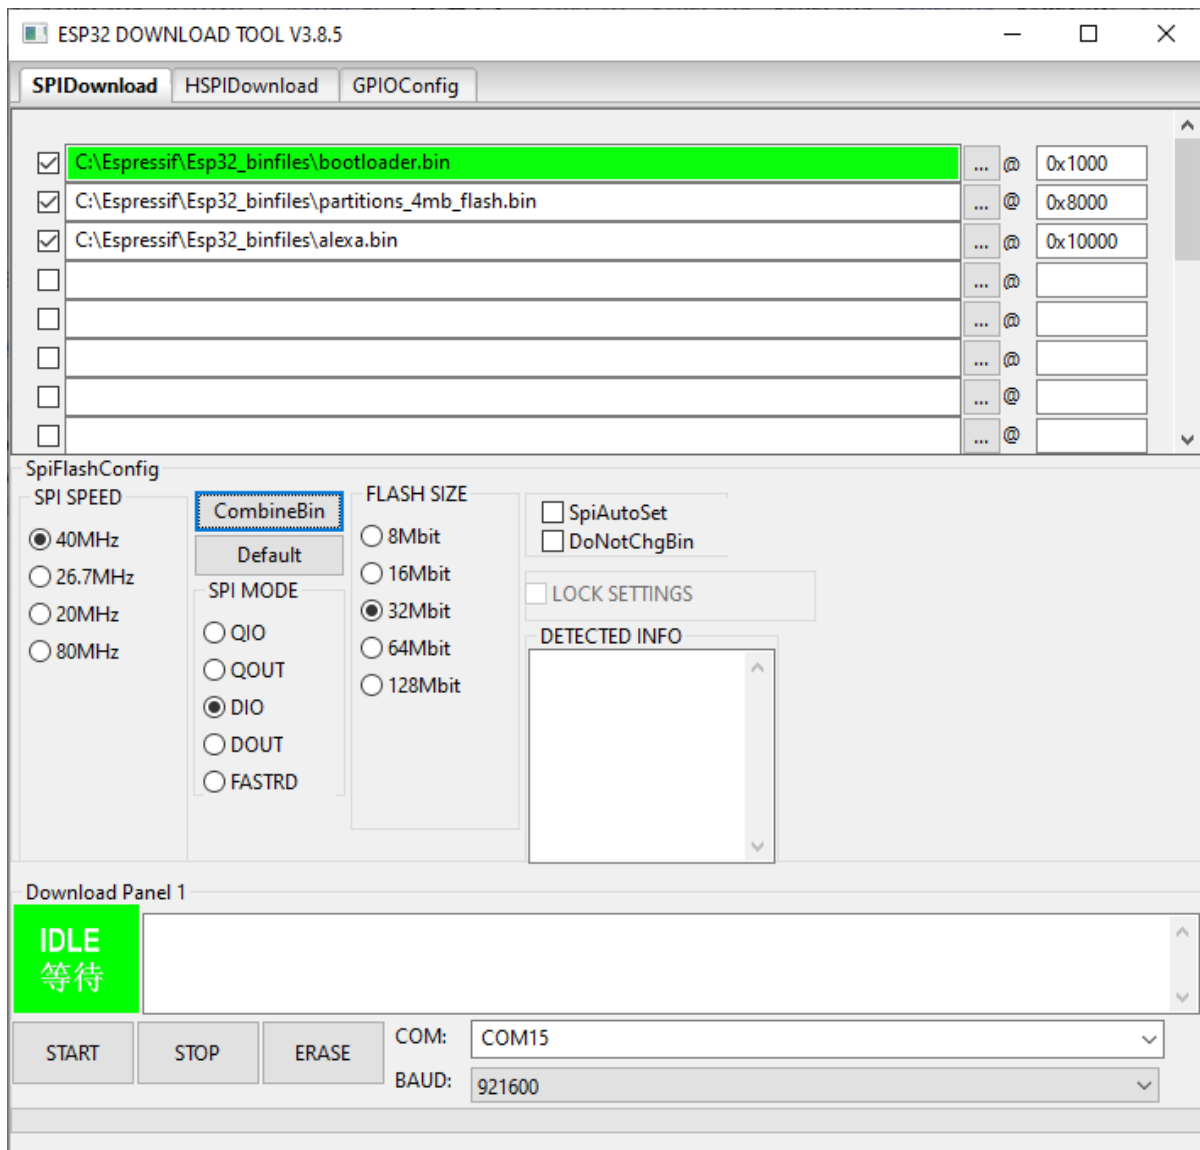 ESP32 DOWNLOAD TOOL V3.8.5
SPIDownload HSPIDownload GPIOConfig
C:\Espressif\Esp32_binfiles\bootloader.bin ... @ 0x1000
C:\Espressif\Esp32_binfiles\partitions_4mb_flash.bin ... @ 0x8000
C:\Espressif\Esp32_binfiles\alexa.bin ... @ 0x10000
... @
... @
... @
... @
... @
SpiFlashConfig
SPI SPEED
40MHz
26.7MHz
20MHz
80MHz
CombineBin
Default
SPI MODE
QIO
QOUT
DIO
DOUT
FASTRD
FLASH SIZE
8Mbit
16Mbit
32Mbit
64Mbit
128Mbit
SpiAutoSet
DoNotChgBin
LOCK SETTINGS
DETECTED INFO
Download Panel 1
IDLE
等待
START STOP ERASE
COM: COM15
BAUD: 921600